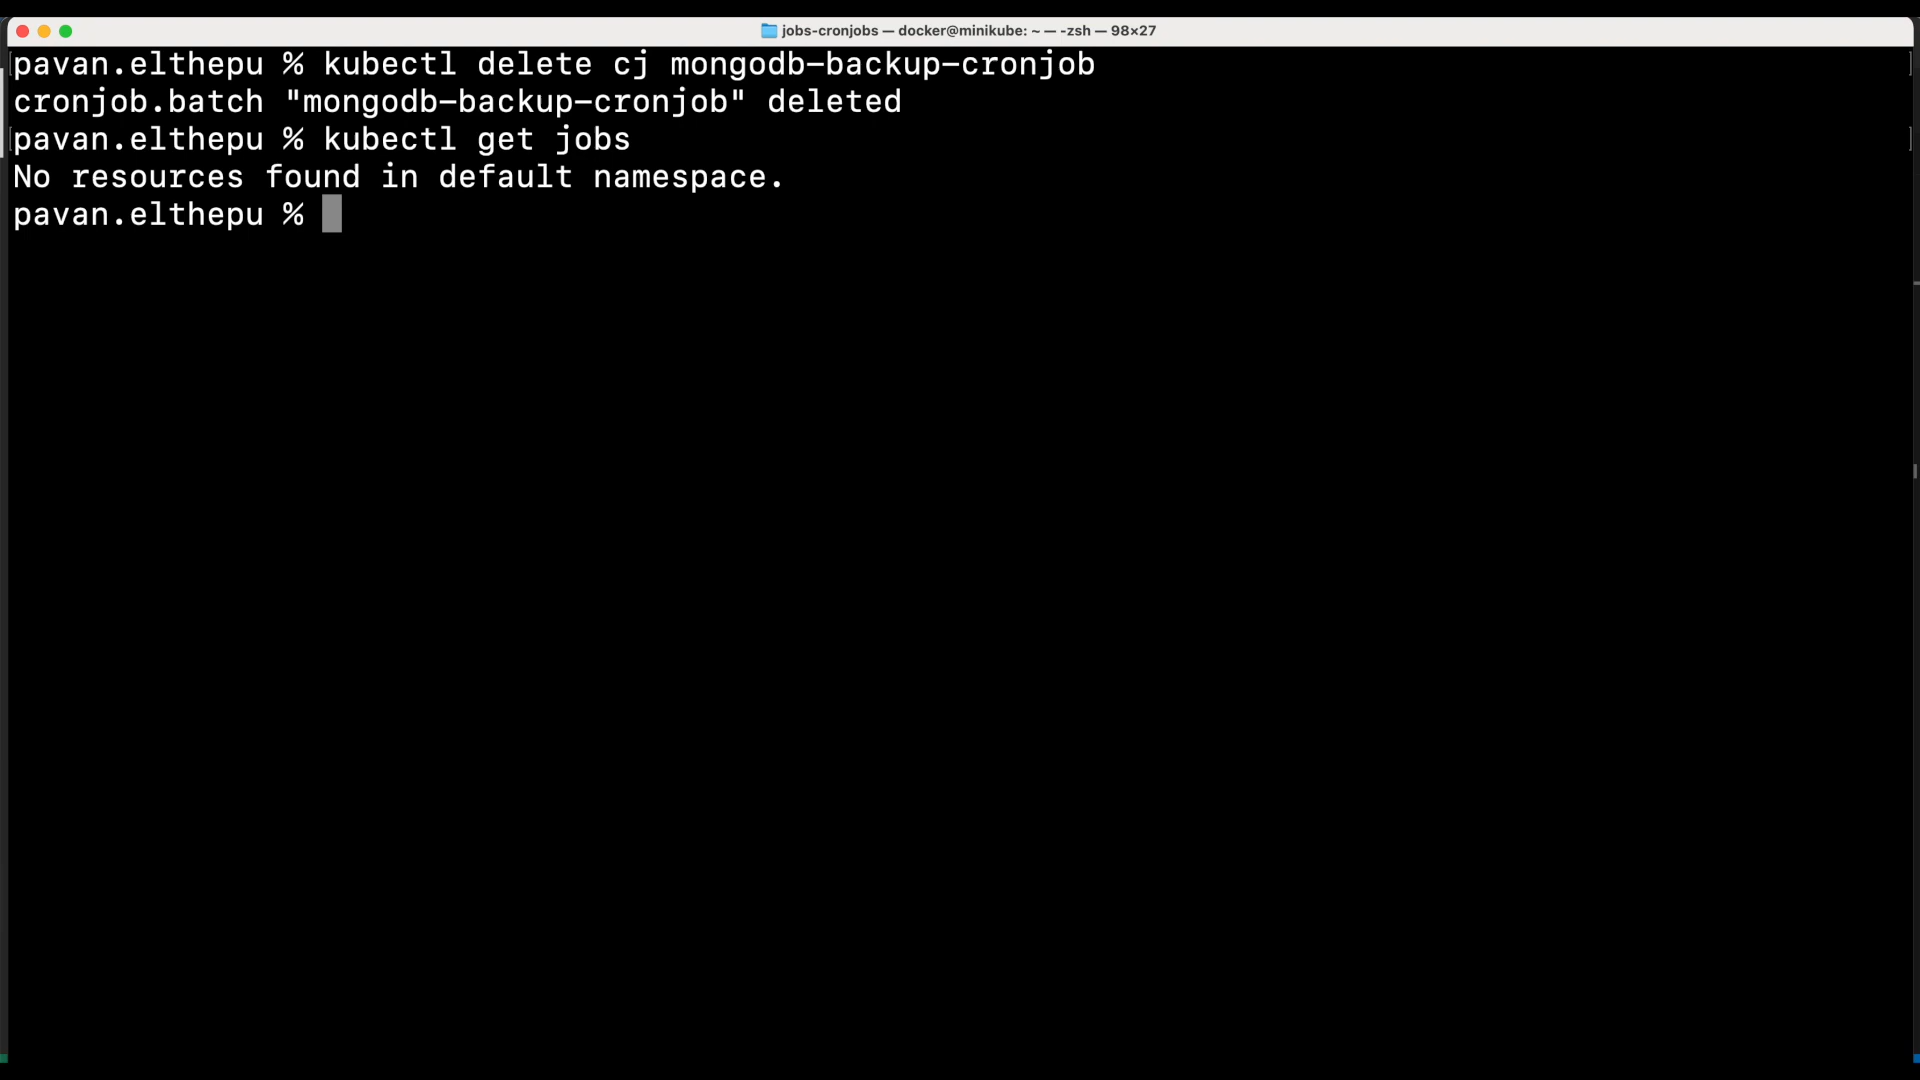 jobs-cronjobs — docker@minikube: ~ — -zsh — 98×27
pavan.elthepu % kubectl delete cj mongodb-backup-cronjob
cronjob.batch "mongodb-backup-cronjob" deleted
pavan.elthepu % kubectl get jobs
No resources found in default namespace.
pavan.elthepu %